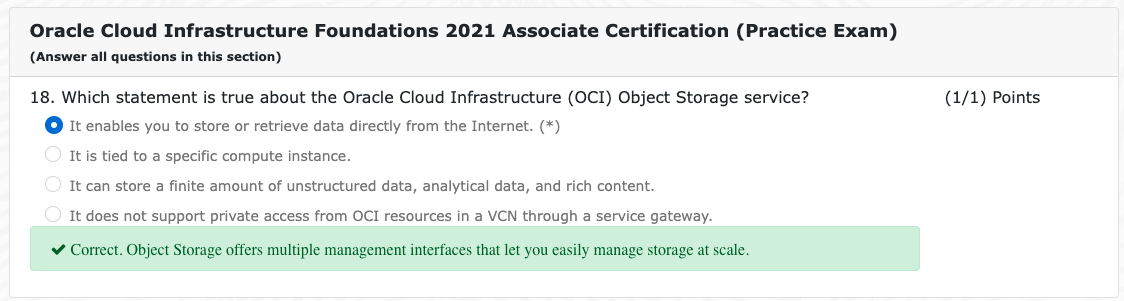 Oracle Cloud Infrastructure Foundations 2021 Associate Certification (Practice Exam)
(Answer all questions in this section)
18. Which statement is true about the Oracle Cloud Infrastructure (OCI) Object Storage service? (1/1) Points
It enables you to store or retrieve data directly from the Internet. (*)
It is tied to a specific compute instance.
It can store a finite amount of unstructured data, analytical data, and rich content.
It does not support private access from OCI resources in a VCN through a service gateway.
✔ Correct. Object Storage offers multiple management interfaces that let you easily manage storage at scale.